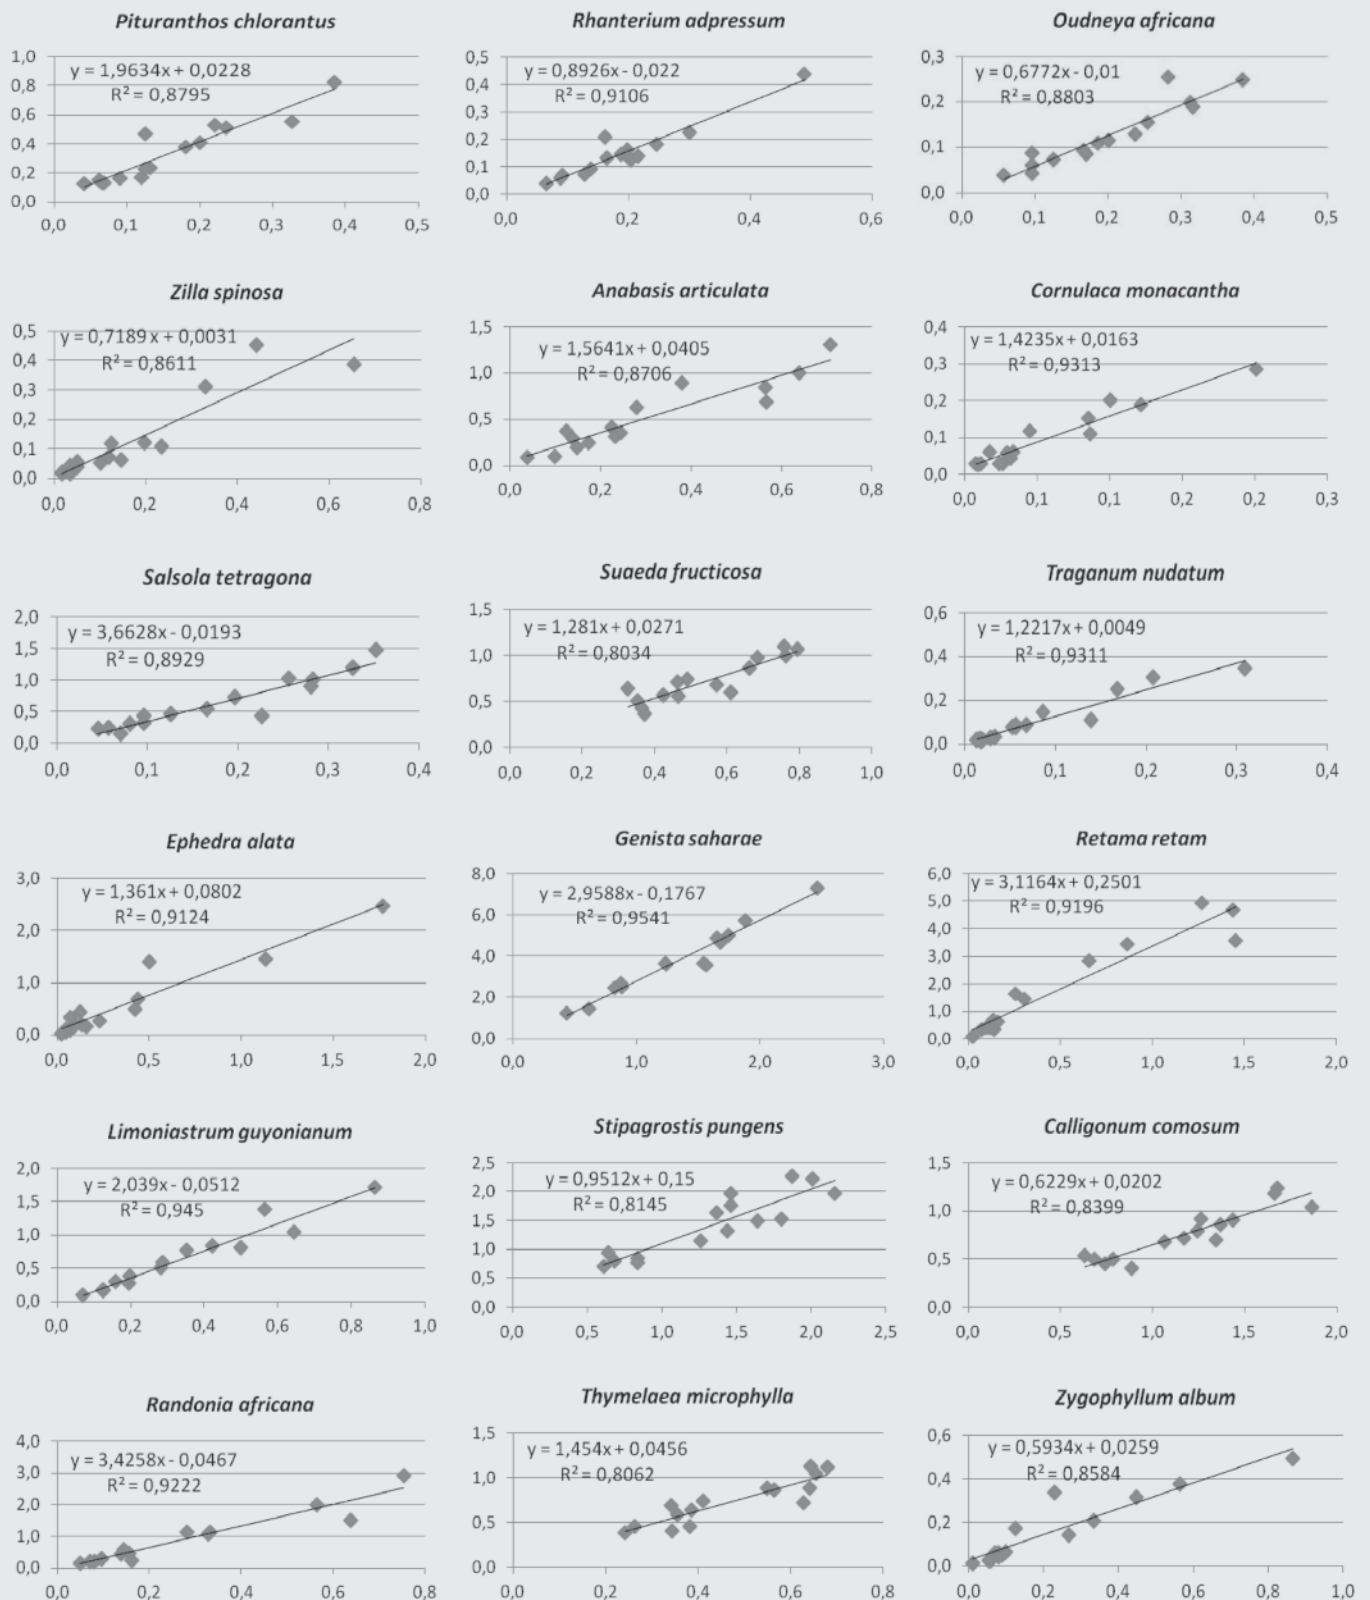 Pituranthos chlorantus
1,0
0,8
0,6
0,4
0,2
0,0
y = 1,9634x + 0,0228
R² = 0,8795
0,0 0,1 0,2 0,3 0,4 0,5
Rhanterium adpressum
0,5
0,4
0,3
0,2
0,1
0,0
y = 0,8926x - 0,022
R² = 0,9106
0,0 0,2 0,4 0,6
Oudneya africana
0,3
0,2
0,1
0,0
y = 0,6772x - 0,01
R² = 0,8803
0,0 0,1 0,2 0,3 0,4 0,5
Zilla spinosa
0,5
0,4
0,3
0,2
0,1
0,0
y = 0,7189x + 0,0031
R² = 0,8611
0,0 0,2 0,4 0,6 0,8
Anabasis articulata
1,5
1,0
0,5
0,0
y = 1,5641x + 0,0405
R² = 0,8706
0,0 0,2 0,4 0,6 0,8
Cornulaca monacantha
0,4
0,3
0,2
0,1
0,0
y = 1,4235x + 0,0163
R² = 0,9313
0,0 0,1 0,1 0,2 0,2 0,3
Salsola tetragona
2,0
1,5
1,0
0,5
0,0
y = 3,6628x - 0,0193
R² = 0,8929
0,0 0,1 0,2 0,3 0,4
Suaeda fructicosa
1,5
1,0
0,5
0,0
y = 1,281x + 0,0271
R² = 0,8034
0,0 0,2 0,4 0,6 0,8 1,0
Traganum nudatum
0,6
0,4
0,2
0,0
y = 1,2217x + 0,0049
R² = 0,9311
0,0 0,1 0,2 0,3 0,4
Ephedra alata
3,0
2,0
1,0
0,0
y = 1,361x + 0,0802
R² = 0,9124
0,0 0,5 1,0 1,5 2,0
Genista saharae
8,0
6,0
4,0
2,0
0,0
y = 2,9588x - 0,1767
R² = 0,9541
0,0 1,0 2,0 3,0
Retama retam
6,0
5,0
4,0
3,0
2,0
1,0
0,0
y = 3,1164x + 0,2501
R² = 0,9196
0,0 0,5 1,0 1,5 2,0
Limoniastrum guyonianum
2,0
1,5
1,0
0,5
0,0
y = 2,039x - 0,0512
R² = 0,945
0,0 0,2 0,4 0,6 0,8 1,0
Stipagrostis pungens
2,5
2,0
1,5
1,0
0,5
0,0
y = 0,9512x + 0,15
R² = 0,8145
0,0 0,5 1,0 1,5 2,0 2,5
Calligonum comosum
1,5
1,0
0,5
0,0
y = 0,6229x + 0,0202
R² = 0,8399
0,0 0,5 1,0 1,5 2,0
Randonia africana
4,0
3,0
2,0
1,0
0,0
y = 3,4258x - 0,0467
R² = 0,9222
0,0 0,2 0,4 0,6 0,8
Thymelaea microphylla
1,5
1,0
0,5
0,0
y = 1,454x + 0,0456
R² = 0,8062
0,0 0,2 0,4 0,6 0,8
Zygophyllum album
0,6
0,4
0,2
0,0
y = 0,5934x + 0,0259
R² = 0,8584
0,0 0,2 0,4 0,6 0,8 1,0